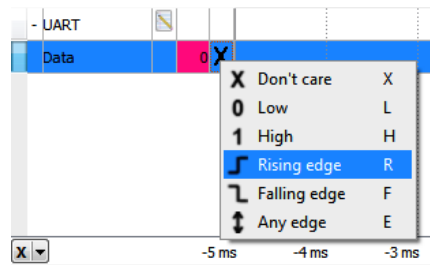 - UART
Data 0 X
X Don't care X
0 Low L
1 High H
Rising edge R
Falling edge F
Any edge E
X -5 ms -4 ms -3 ms